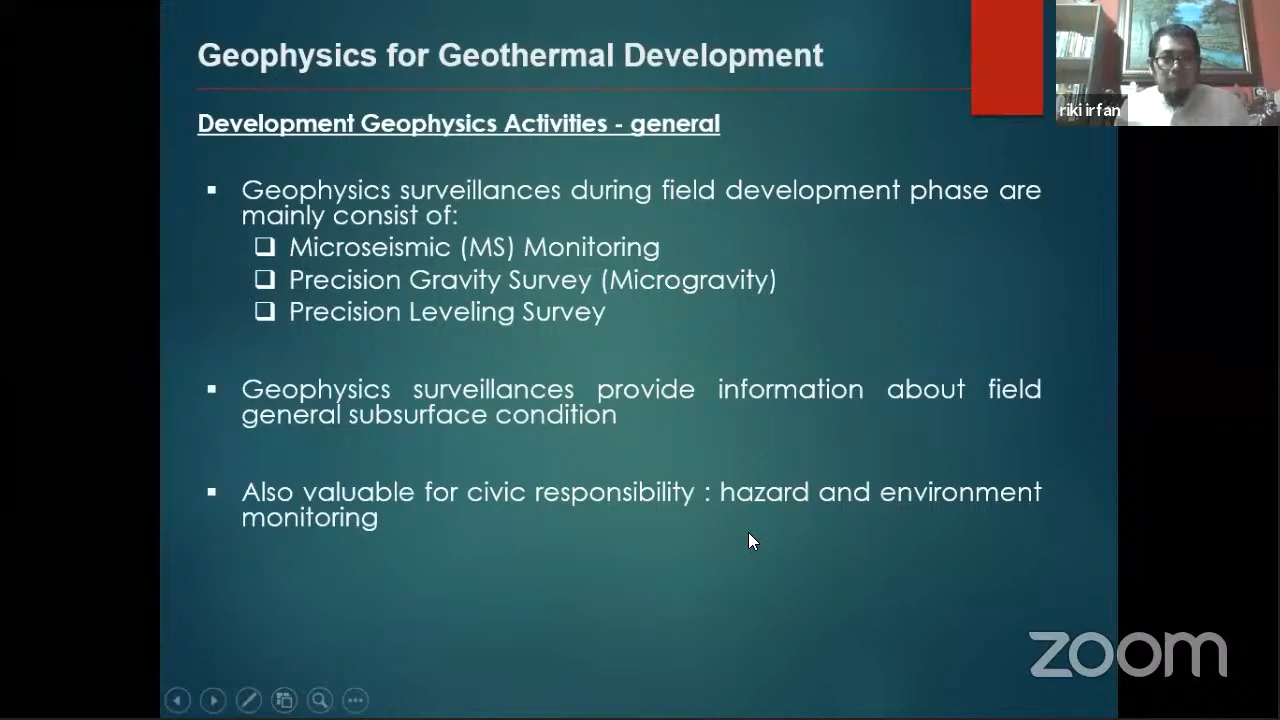 Geophysics for Geothermal Development
riki irfan
Development Geophysics Activities - general
Geophysics surveillances during field development phase are
mainly consist of:
Microseismic (MS) Monitoring
Precision Gravity Survey (Microgravity)
Precision Leveling Survey
Geophysics surveillances provide information about field
general subsurface condition
Also valuable for civic responsibility : hazard and environment
monitoring
zoom